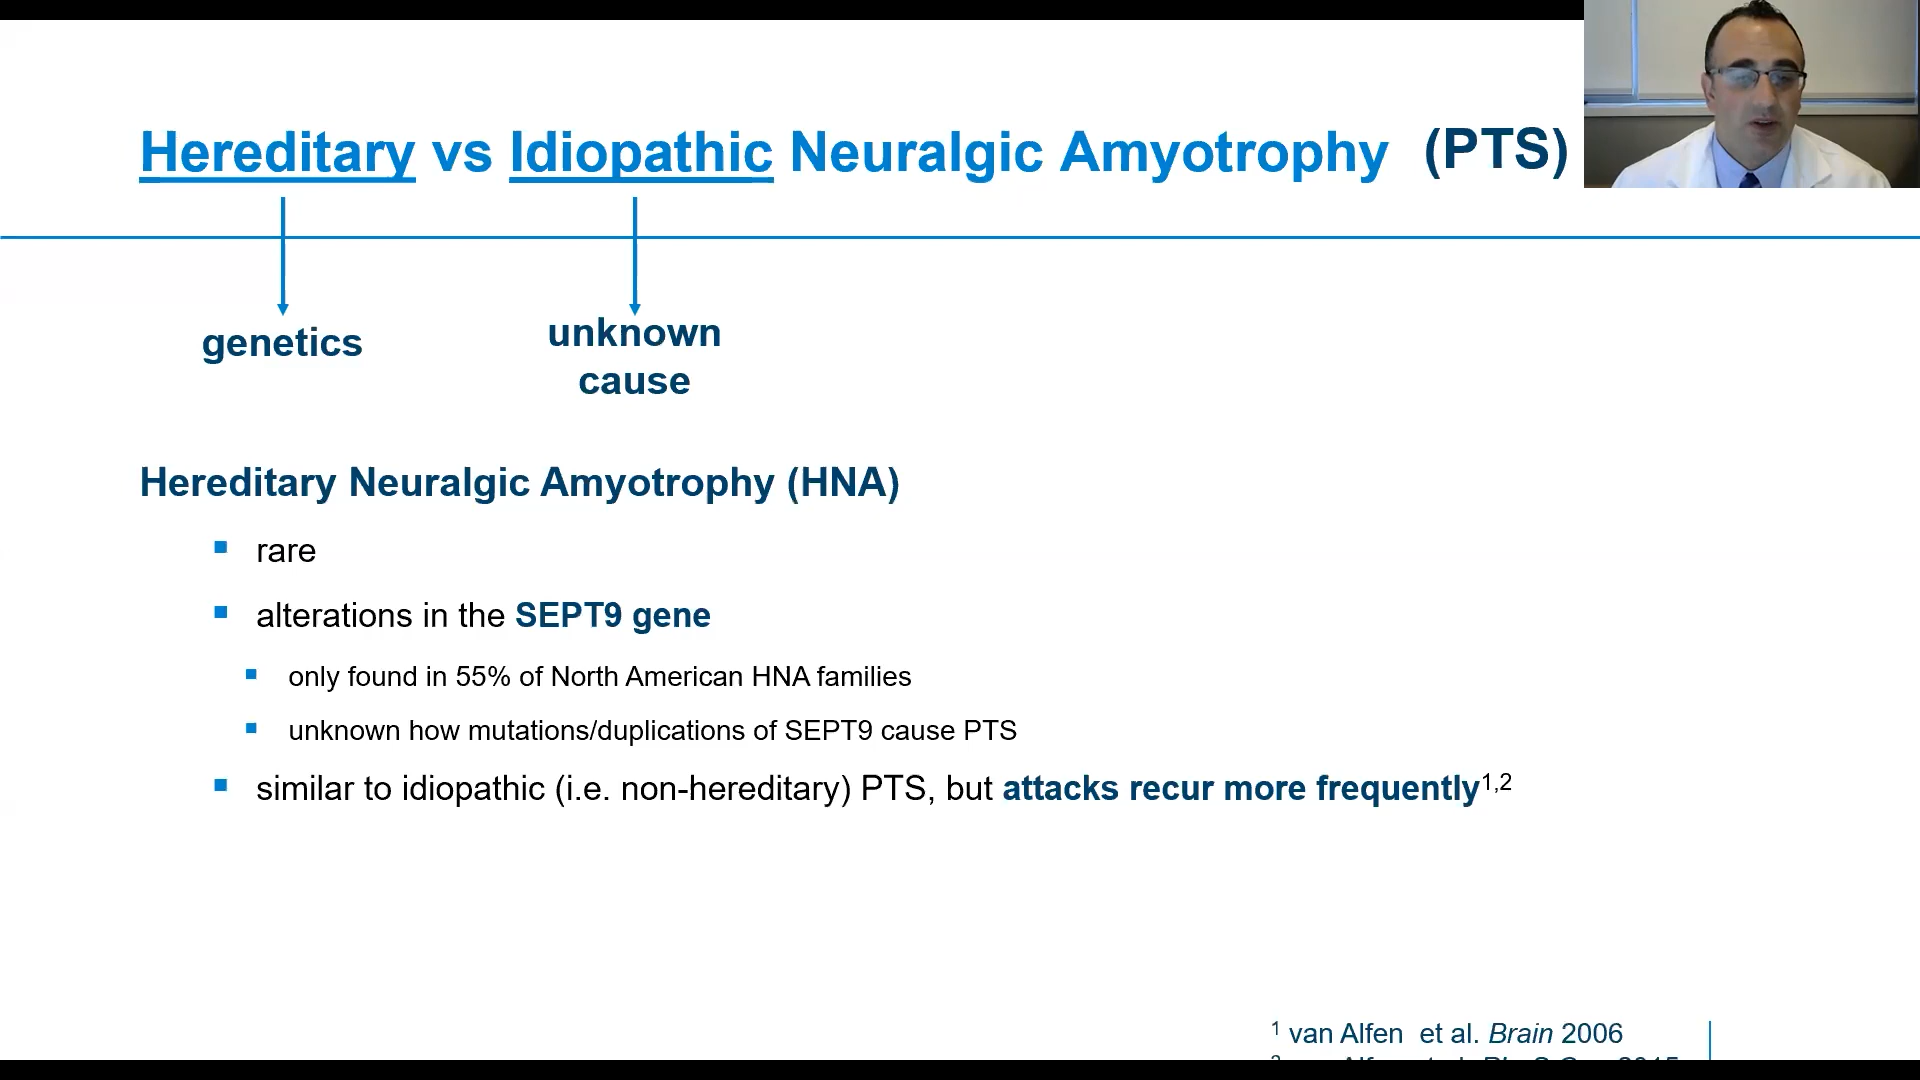 Hereditary vs Idiopathic Neuralgic Amyotrophy (PTS)
genetics
unknown
cause
Hereditary Neuralgic Amyotrophy (HNA)
rare
alterations in the SEPT9 gene
only found in 55% of North American HNA families
unknown how mutations/duplications of SEPT9 cause PTS
similar to idiopathic (i.e. non-hereditary) PTS, but attacks recur more frequently1,2
1 van Alfen et al. Brain 2006